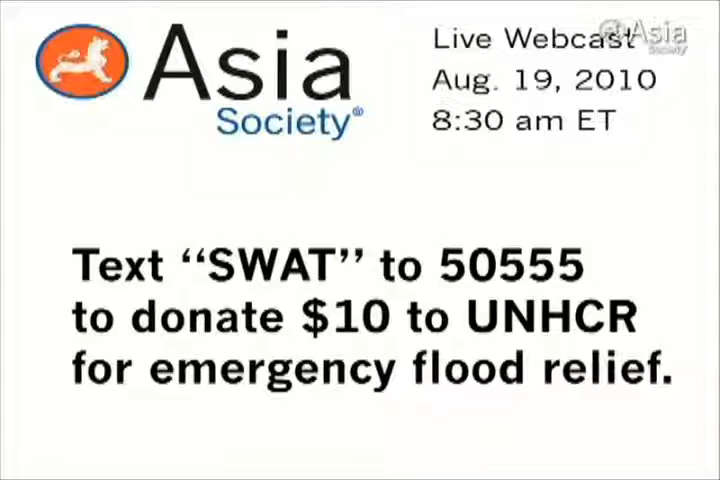 Asia
Society®
Live Webcast
Aug. 19, 2010
8:30 am ET
Asia
Society
Text “SWAT” to 50555
to donate $10 to UNHCR
for emergency flood relief.